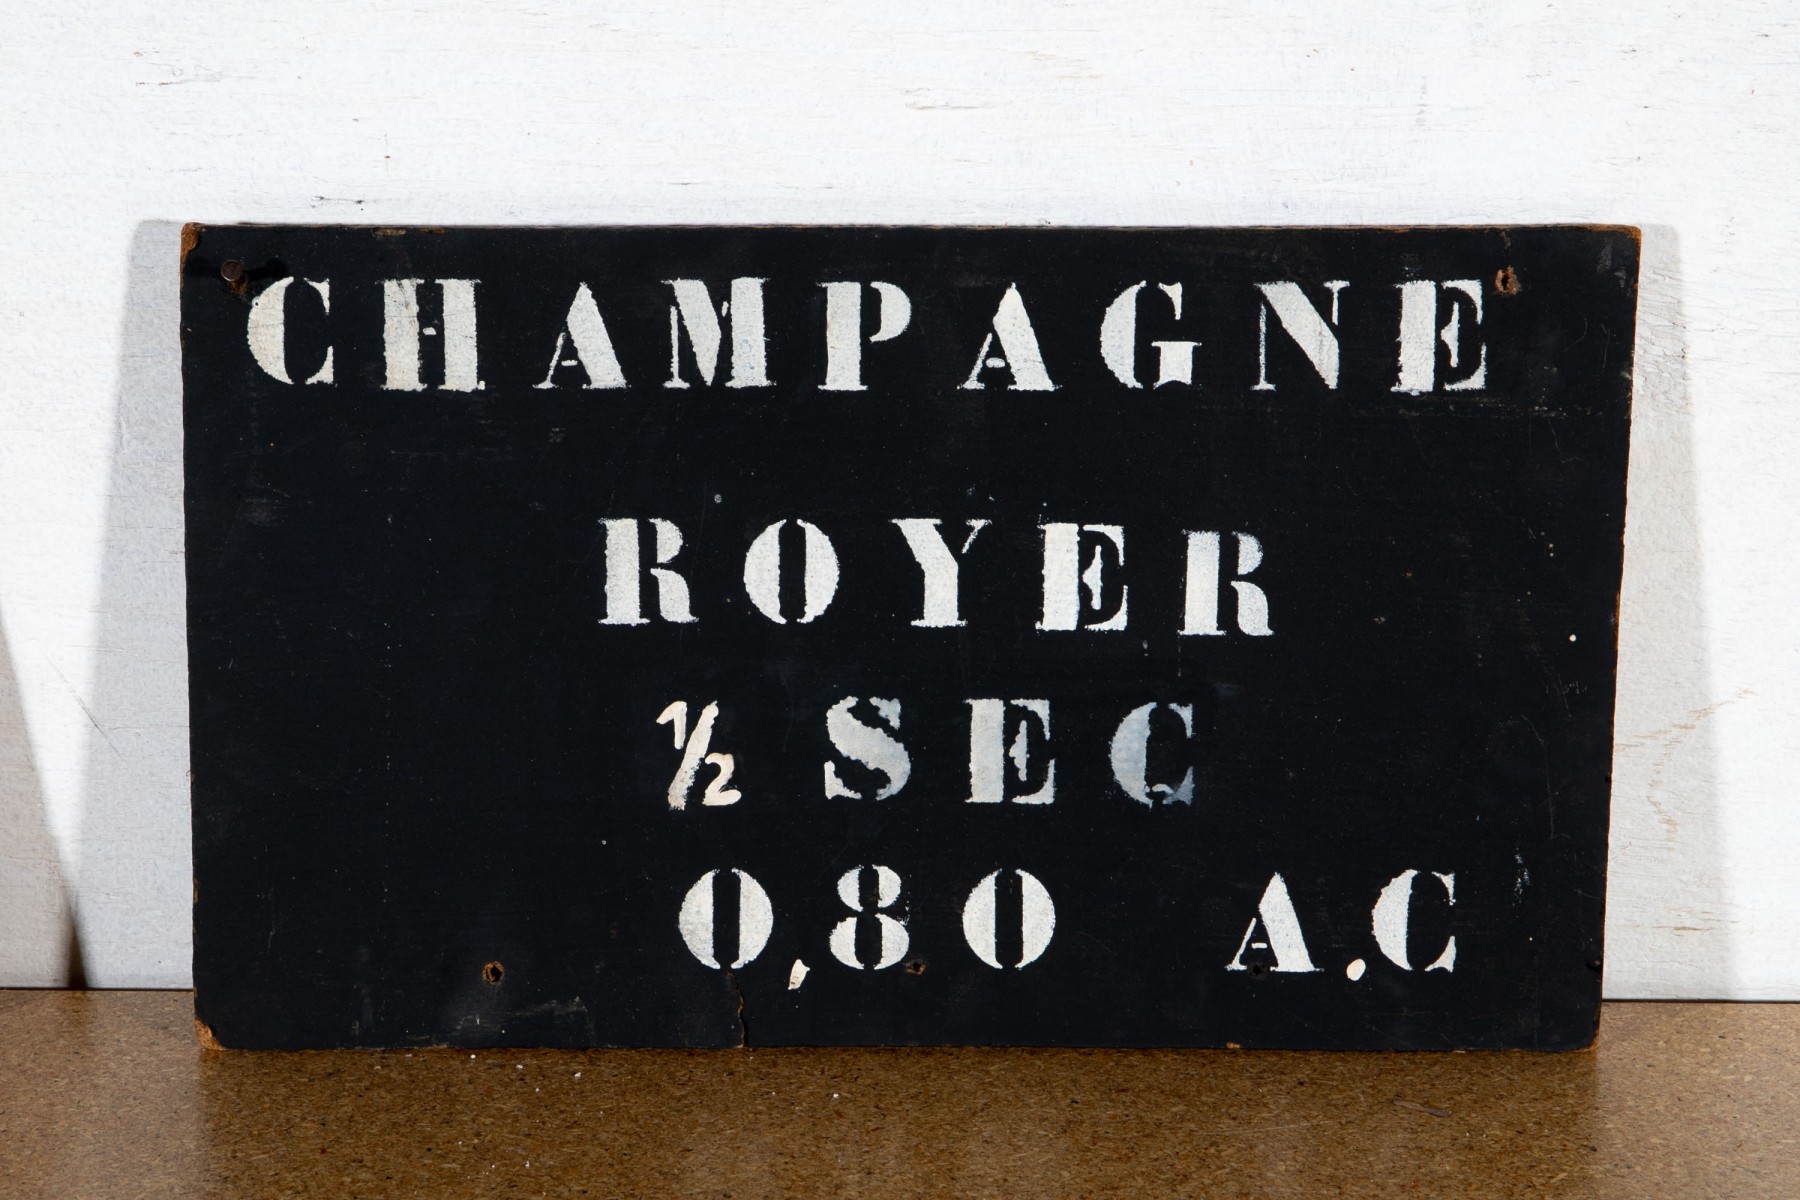 CHAMPAGNE
ROYER
½ SEC
0,80 A.C